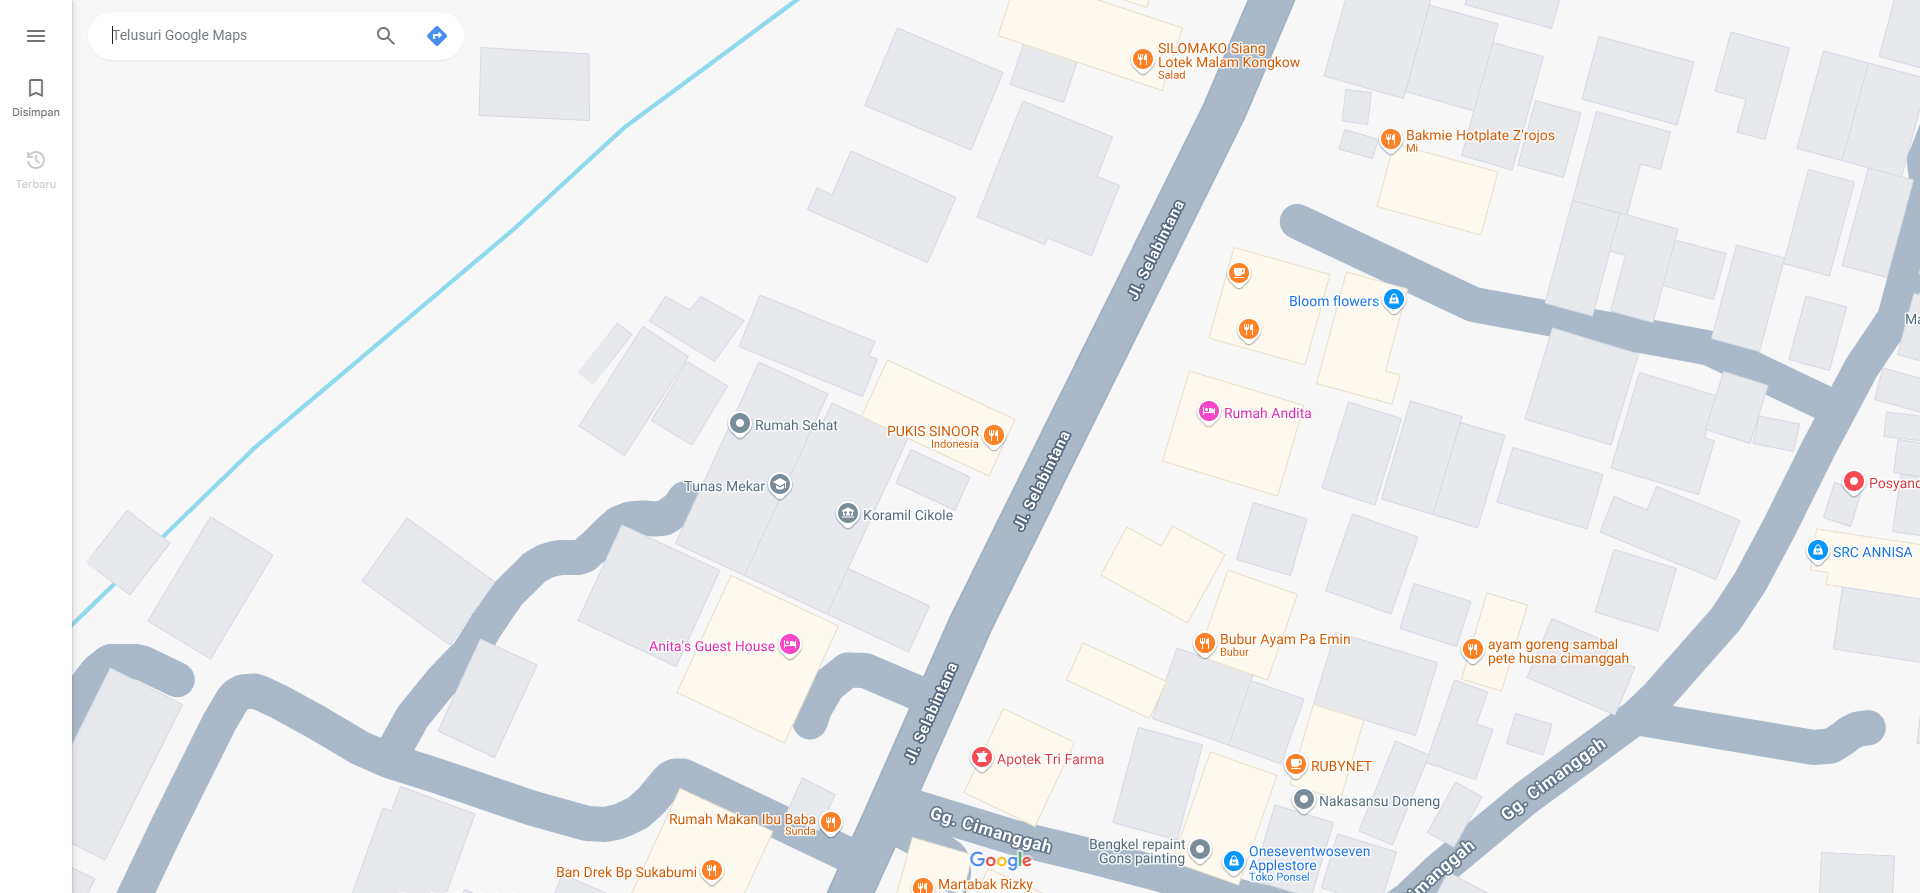 Telusuri Google Maps
Disimpan
Terbaru
SILOMAKO Siang
Lotek Malam Kongkow
Salad
Bakmie Hotplate Z'rojos
Mi
Jl. Selabintana
Bloom flowers
Rumah Andita
Rumah Sehat
PUKIS SINOOR
Indonesia
Jl. Selabintana
Tunas Mekar
Koramil Cikole
Posyand
SRC ANNISA
Anita's Guest House
Bubur Ayam Pa Emin
Bubur
ayam goreng sambal
pete husna cimanggah
Jl. Selabintana
Apotek Tri Farma
RUBYNET
Nakasansu Doneng
Gg. Cimanggah
Rumah Makan Ibu Baba
Sunda
Gg. Cimanggah
Bengkel repaint
Gons painting
Oneseventwoseven
Applestore
Toko Ponsel
Google
Ban Drek Bp Sukabumi
Martabak Rizky
imanggah
Ma